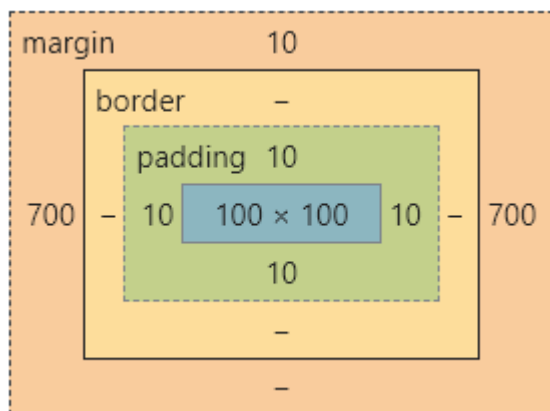 margin 10
border –
padding 10
700 – 10 100 × 100 10 – 700
10
–
–